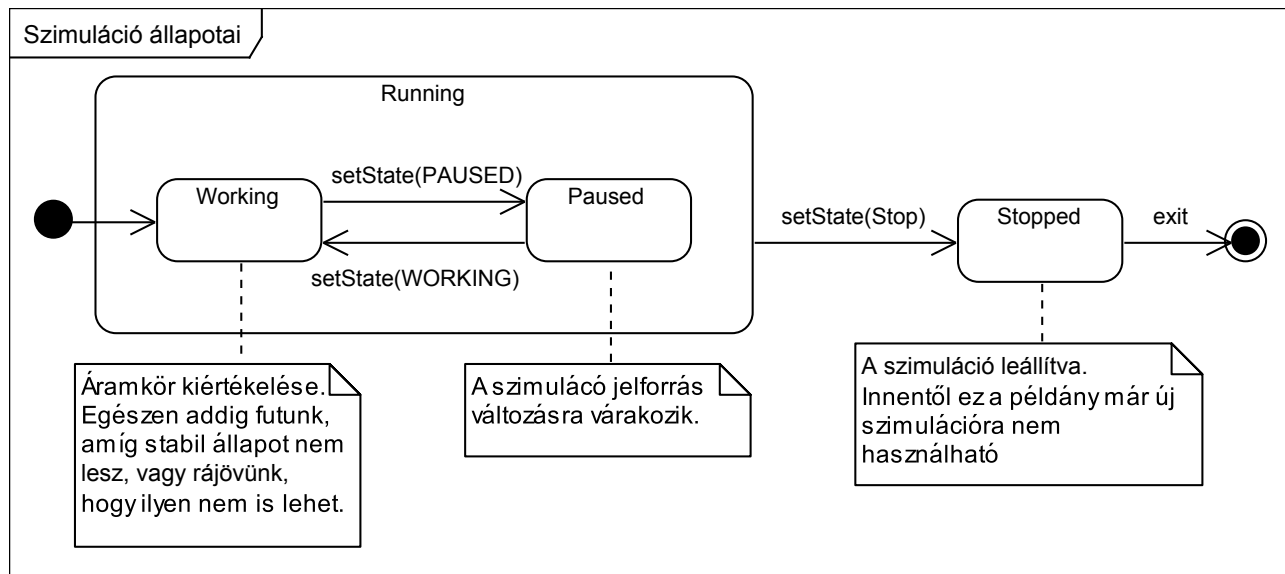 Szimuláció állapotai
Running
Working
setState(PAUSED)
Paused
setState(WORKING)
setState(Stop)
Stopped
exit
Áramkör kiértékelése.
Egészen addig futunk,
amíg stabil állapot nem
lesz, vagy rájövünk,
hogy ilyen nem is lehet.
A szimulácó jelforrás
változásra várakozik.
A szimuláció leállítva.
Innentől ez a példány már új
szimulációra nem
használható